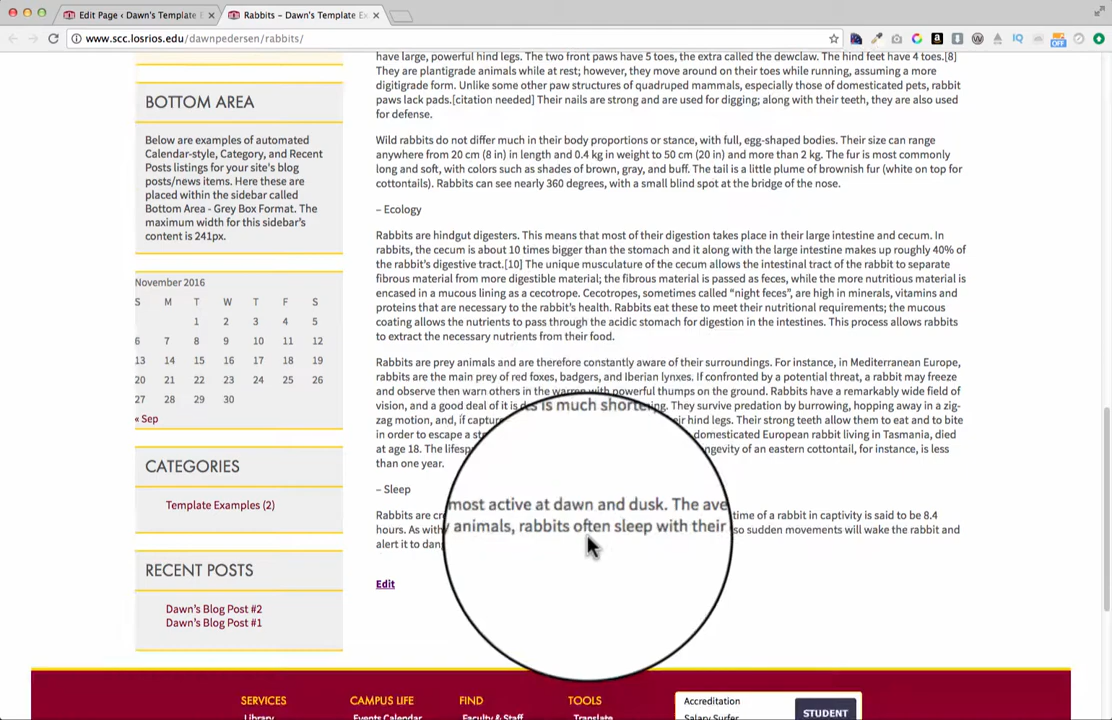 Edit Page ‹ Dawn's Template
Rabbits – Dawn's Template Ex
www.scc.losrios.edu/dawnpedersen/rabbits/
IQ
OFF
BOTTOM AREA
Below are examples of automated
Calendar-style, Category, and Recent
Posts listings for your site's blog
posts/news items. Here these are
placed within the sidebar called
Bottom Area - Grey Box Format. The
maximum width for this sidebar's
content is 241px.
November 2016
S M T W T F S
1 2 3 4 5
6 7 8 9 10 11 12
13 14 15 16 17 18 19
20 21 22 23 24 25 26
27 28 29 30
« Sep
CATEGORIES
Template Examples (2)
RECENT POSTS
Dawn's Blog Post #2
Dawn's Blog Post #1
have large, powerful hind legs. The two front paws have 5 toes, the extra called the dewclaw. The hind feet have 4 toes.[8]
They are plantigrade animals while at rest; however, they move around on their toes while running, assuming a more
digitigrade form. Unlike some other paw structures of quadruped mammals, especially those of domesticated pets, rabbit
paws lack pads.[citation needed] Their nails are strong and are used for digging; along with their teeth, they are also used
for defense.
Wild rabbits do not differ much in their body proportions or stance, with full, egg-shaped bodies. Their size can range
anywhere from 20 cm (8 in) in length and 0.4 kg in weight to 50 cm (20 in) and more than 2 kg. The fur is most commonly
long and soft, with colors such as shades of brown, gray, and buff. The tail is a little plume of brownish fur (white on top for
cottontails). Rabbits can see nearly 360 degrees, with a small blind spot at the bridge of the nose.
– Ecology
Rabbits are hindgut digesters. This means that most of their digestion takes place in their large intestine and cecum. In
rabbits, the cecum is about 10 times bigger than the stomach and it along with the large intestine makes up roughly 40% of
the rabbit's digestive tract.[10] The unique musculature of the cecum allows the intestinal tract of the rabbit to separate
fibrous material from more digestible material; the fibrous material is passed as feces, while the more nutritious material is
encased in a mucous lining as a cecotrope. Cecotropes, sometimes called “night feces”, are high in minerals, vitamins and
proteins that are necessary to the rabbit's health. Rabbits eat these to meet their nutritional requirements; the mucous
coating allows the nutrients to pass through the acidic stomach for digestion in the intestines. This process allows rabbits
to extract the necessary nutrients from their food.
Rabbits are prey animals and are therefore constantly aware of their surroundings. For instance, in Mediterranean Europe,
rabbits are the main prey of red foxes, badgers, and Iberian lynxes. If confronted by a potential threat, a rabbit may freeze
and observe then warn others in the warren with powerful thumps on the ground. Rabbits have a remarkably wide field of
vision, and a good deal of it is is much shorter. They survive predation by burrowing, hopping away in a zig-
zag motion, and, if hind legs. Their strong teeth allow them to eat and to bite
in order to escape a domesticated European rabbit living in Tasmania, died
at age 18. The of an eastern cottontail, for instance, is less
than one year.
– Sleep
Rabbits are most active at dawn and dusk. The time of a rabbit in captivity is said to be 8.4
hours. As animals, rabbits often sleep with their so sudden movements will wake the rabbit and
alert it to
Edit
SERVICES
Library
CAMPUS LIFE
Events Calendar
FIND
Faculty & Staff
TOOLS
Translate
Accreditation
Salary Surfer
STUDENT